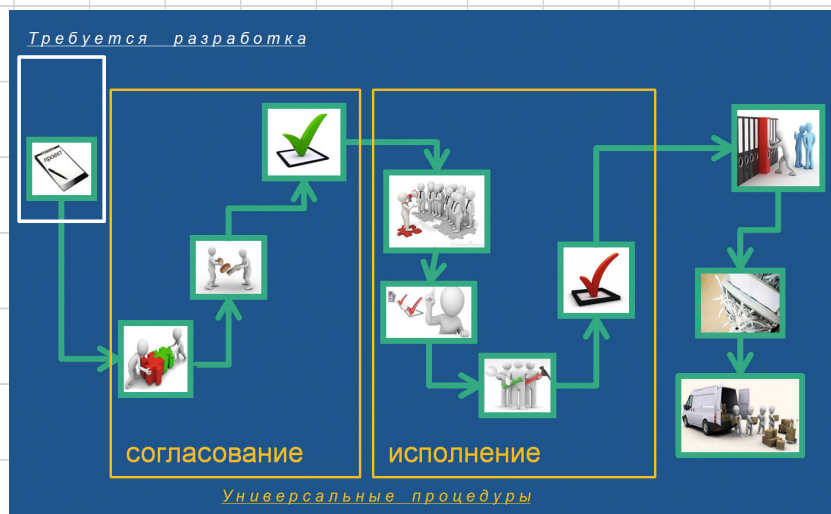 Требуется разработка
проект
согласование
исполнение
Универсальные процедуры